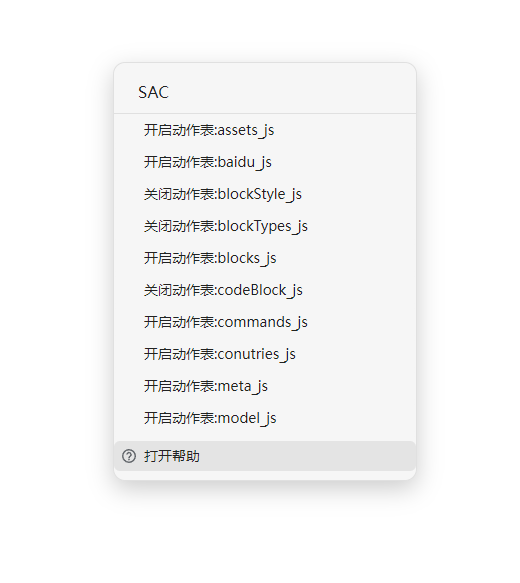 SAC
开启动作表:assets_js
开启动作表:baidu_js
关闭动作表:blockStyle_js
关闭动作表:blockTypes_js
开启动作表:blocks_js
关闭动作表:codeBlock_js
开启动作表:commands_js
开启动作表:conutries_js
开启动作表:meta_js
开启动作表:model_js
打开帮助